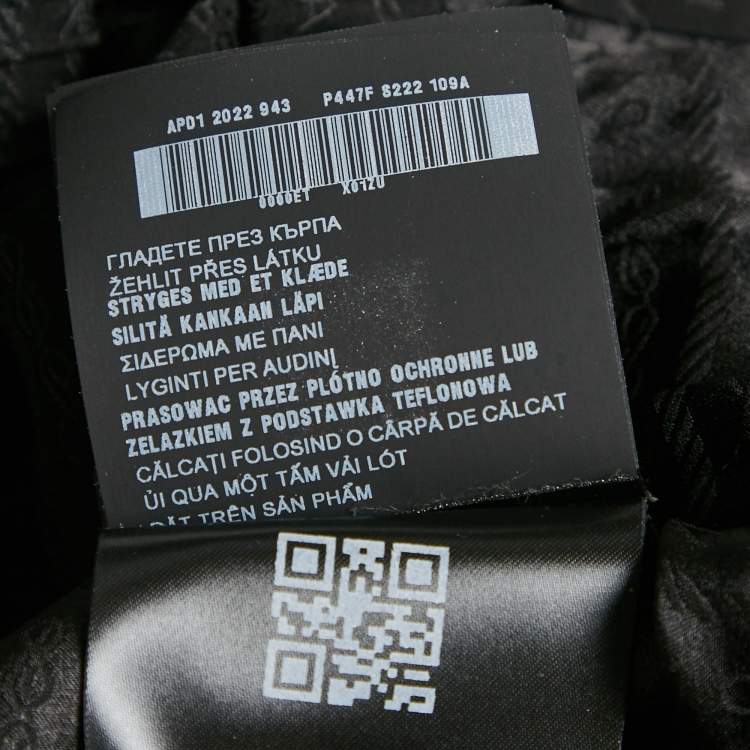 APD1 2022 943 P447F S222 109A
0000ET X01ZU
ГЛАДЕТЕ ПРЕЗ КЪРПА
ŽEHLIT PŘES LÁTKU
STRYGES MED ET KLÆDE
SILITÄ KANKAAN LÄPI
ΣΙΔΕΡΩΜΑ ΜΕ ΠΑΝΙ
LYGINTI PER AUDINĮ
PRASOWAC PRZEZ PŁÓTNO OCHRONNE LUB
ZELAZKIEM Z PODSTAWKA TEFLONOWA
CĂLCAȚI FOLOSIND O CÂRPĂ DE CĂLCAT
ỦI QUA MỘT TẤM VẢI LÓT
ĐẶT TRÊN SẢN PHẨM